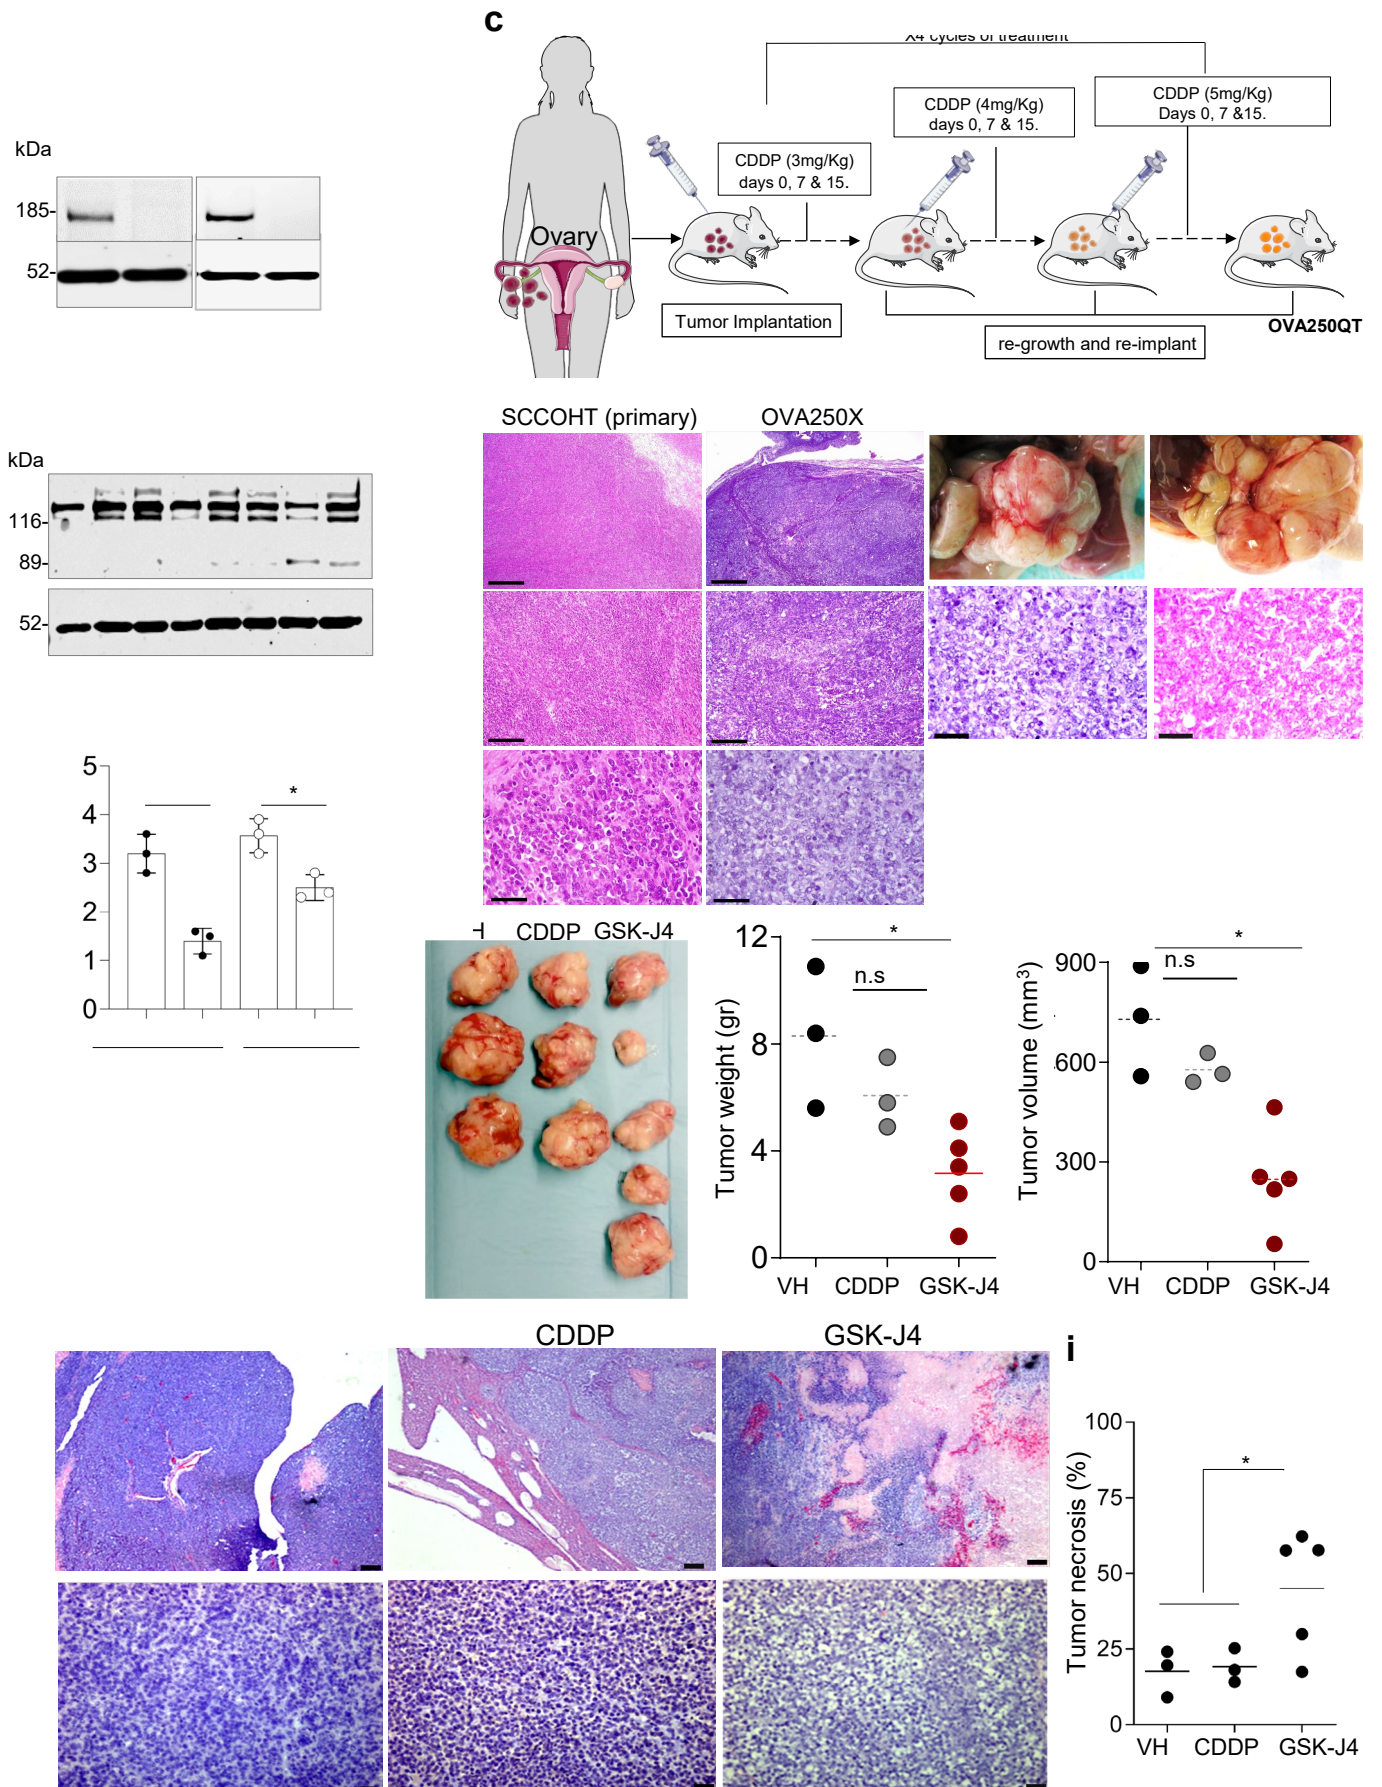 c
X4 cycles of treatment
CDDP (5mg/Kg)
Days 0, 7 &15.
CDDP (4mg/Kg)
days 0, 7 & 15.
CDDP (3mg/Kg)
days 0, 7 & 15.
Ovary
Tumor Implantation
re-growth and re-implant
OVA250QT
kDa
185-
52-
kDa
116-
89-
52-
SCCOHT (primary)
OVA250X
5
4
3
2
1
0
*
H CDDP GSK-J4
Tumor weight (gr)
12
8
4
0
*
n.s
VH CDDP GSK-J4
Tumor volume (mm³)
900
600
300
0
*
n.s
VH CDDP GSK-J4
CDDP
GSK-J4
i
Tumor necrosis (%)
100
75
50
25
0
*
VH CDDP GSK-J4